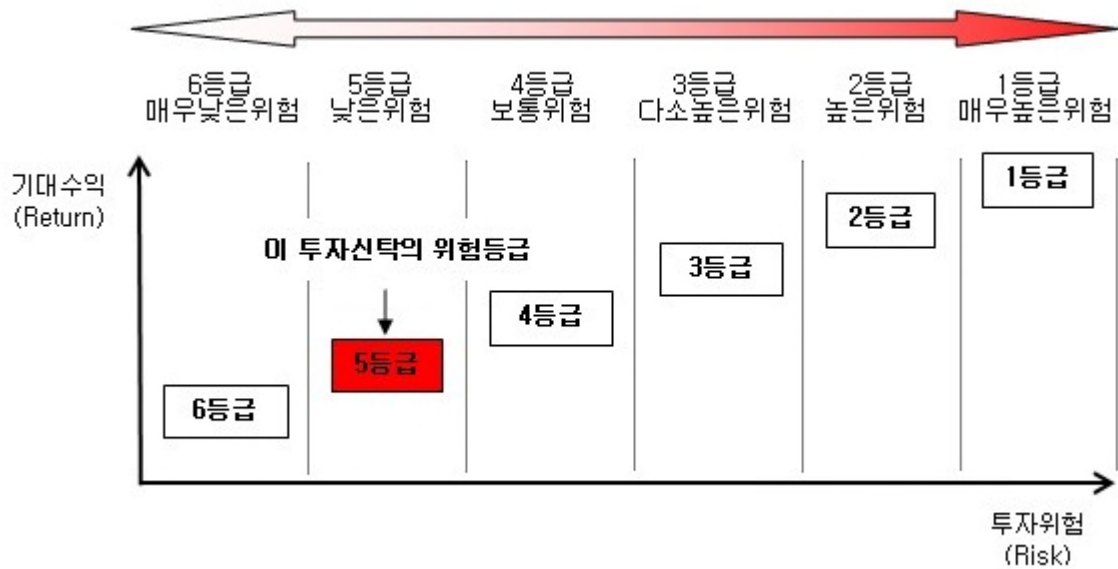 6등급
매우낮은위험
5등급
낮은위험
4등급
보통위험
3등급
다소높은위험
2등급
높은위험
1등급
매우높은위험
기대수익
(Return)
1등급
2등급
이 투자신탁의 위험등급
3등급
4등급
5등급
6등급
투자위험
(Risk)